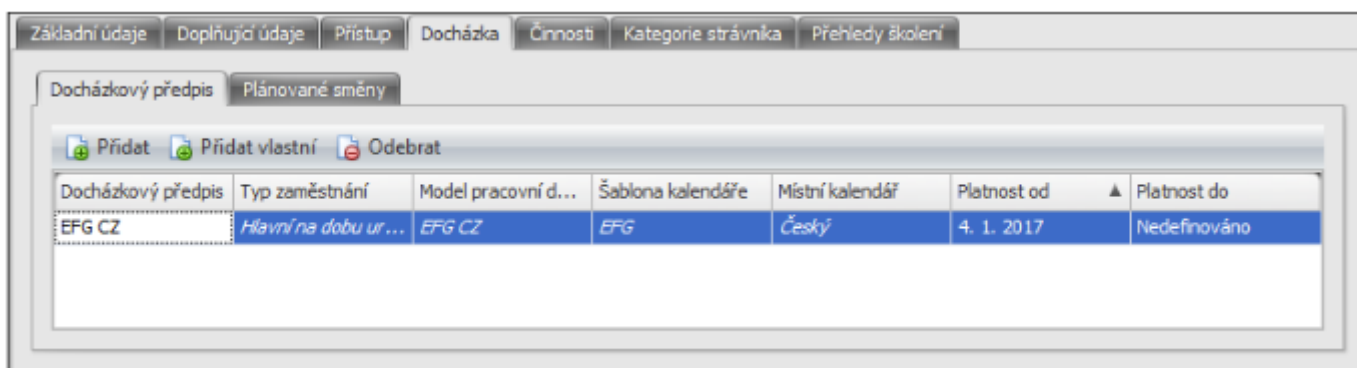 Základní údaje Doplňující údaje Přístup Docházka Činnosti Kategorie strávníka Přehledy školení
Docházkový předpis Plánované směny
Přidat Přidat vlastní Odebrat
Docházkový předpis Typ zaměstnání Model pracovní d... Šablona kalendáře Místní kalendář Platnost od Platnost do
EFG CZ Hlavní na dobu ur... EFG CZ EFG Český 4. 1. 2017 Nedefinováno